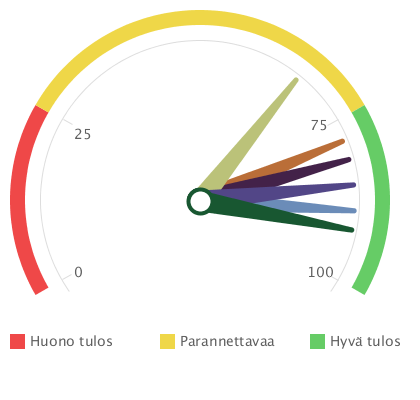 75
25
0
100
Huono tulos
Parannettavaa
Hyvä tulos